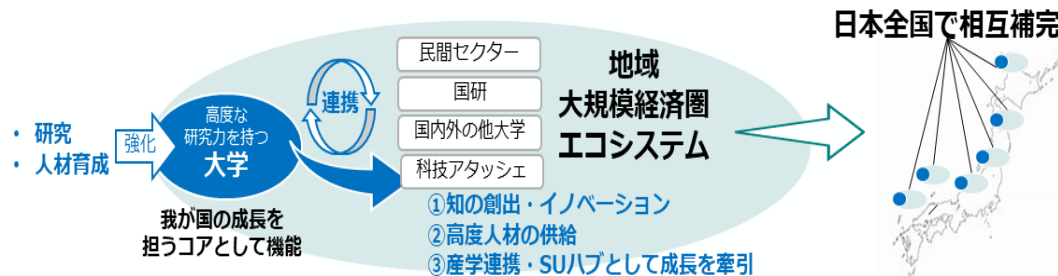 日本全国で相互補完
民間セクター
国研
国内外の他大学
科技アタッシェ
地域
大規模経済圏
エコシステム
連携
・ 研究
・ 人材育成
強化
高度な
研究力を持つ
大学
我が国の成長を
担うコアとして機能
①知の創出・イノベーション
②高度人材の供給
③産学連携・SUハブとして成長を牽引